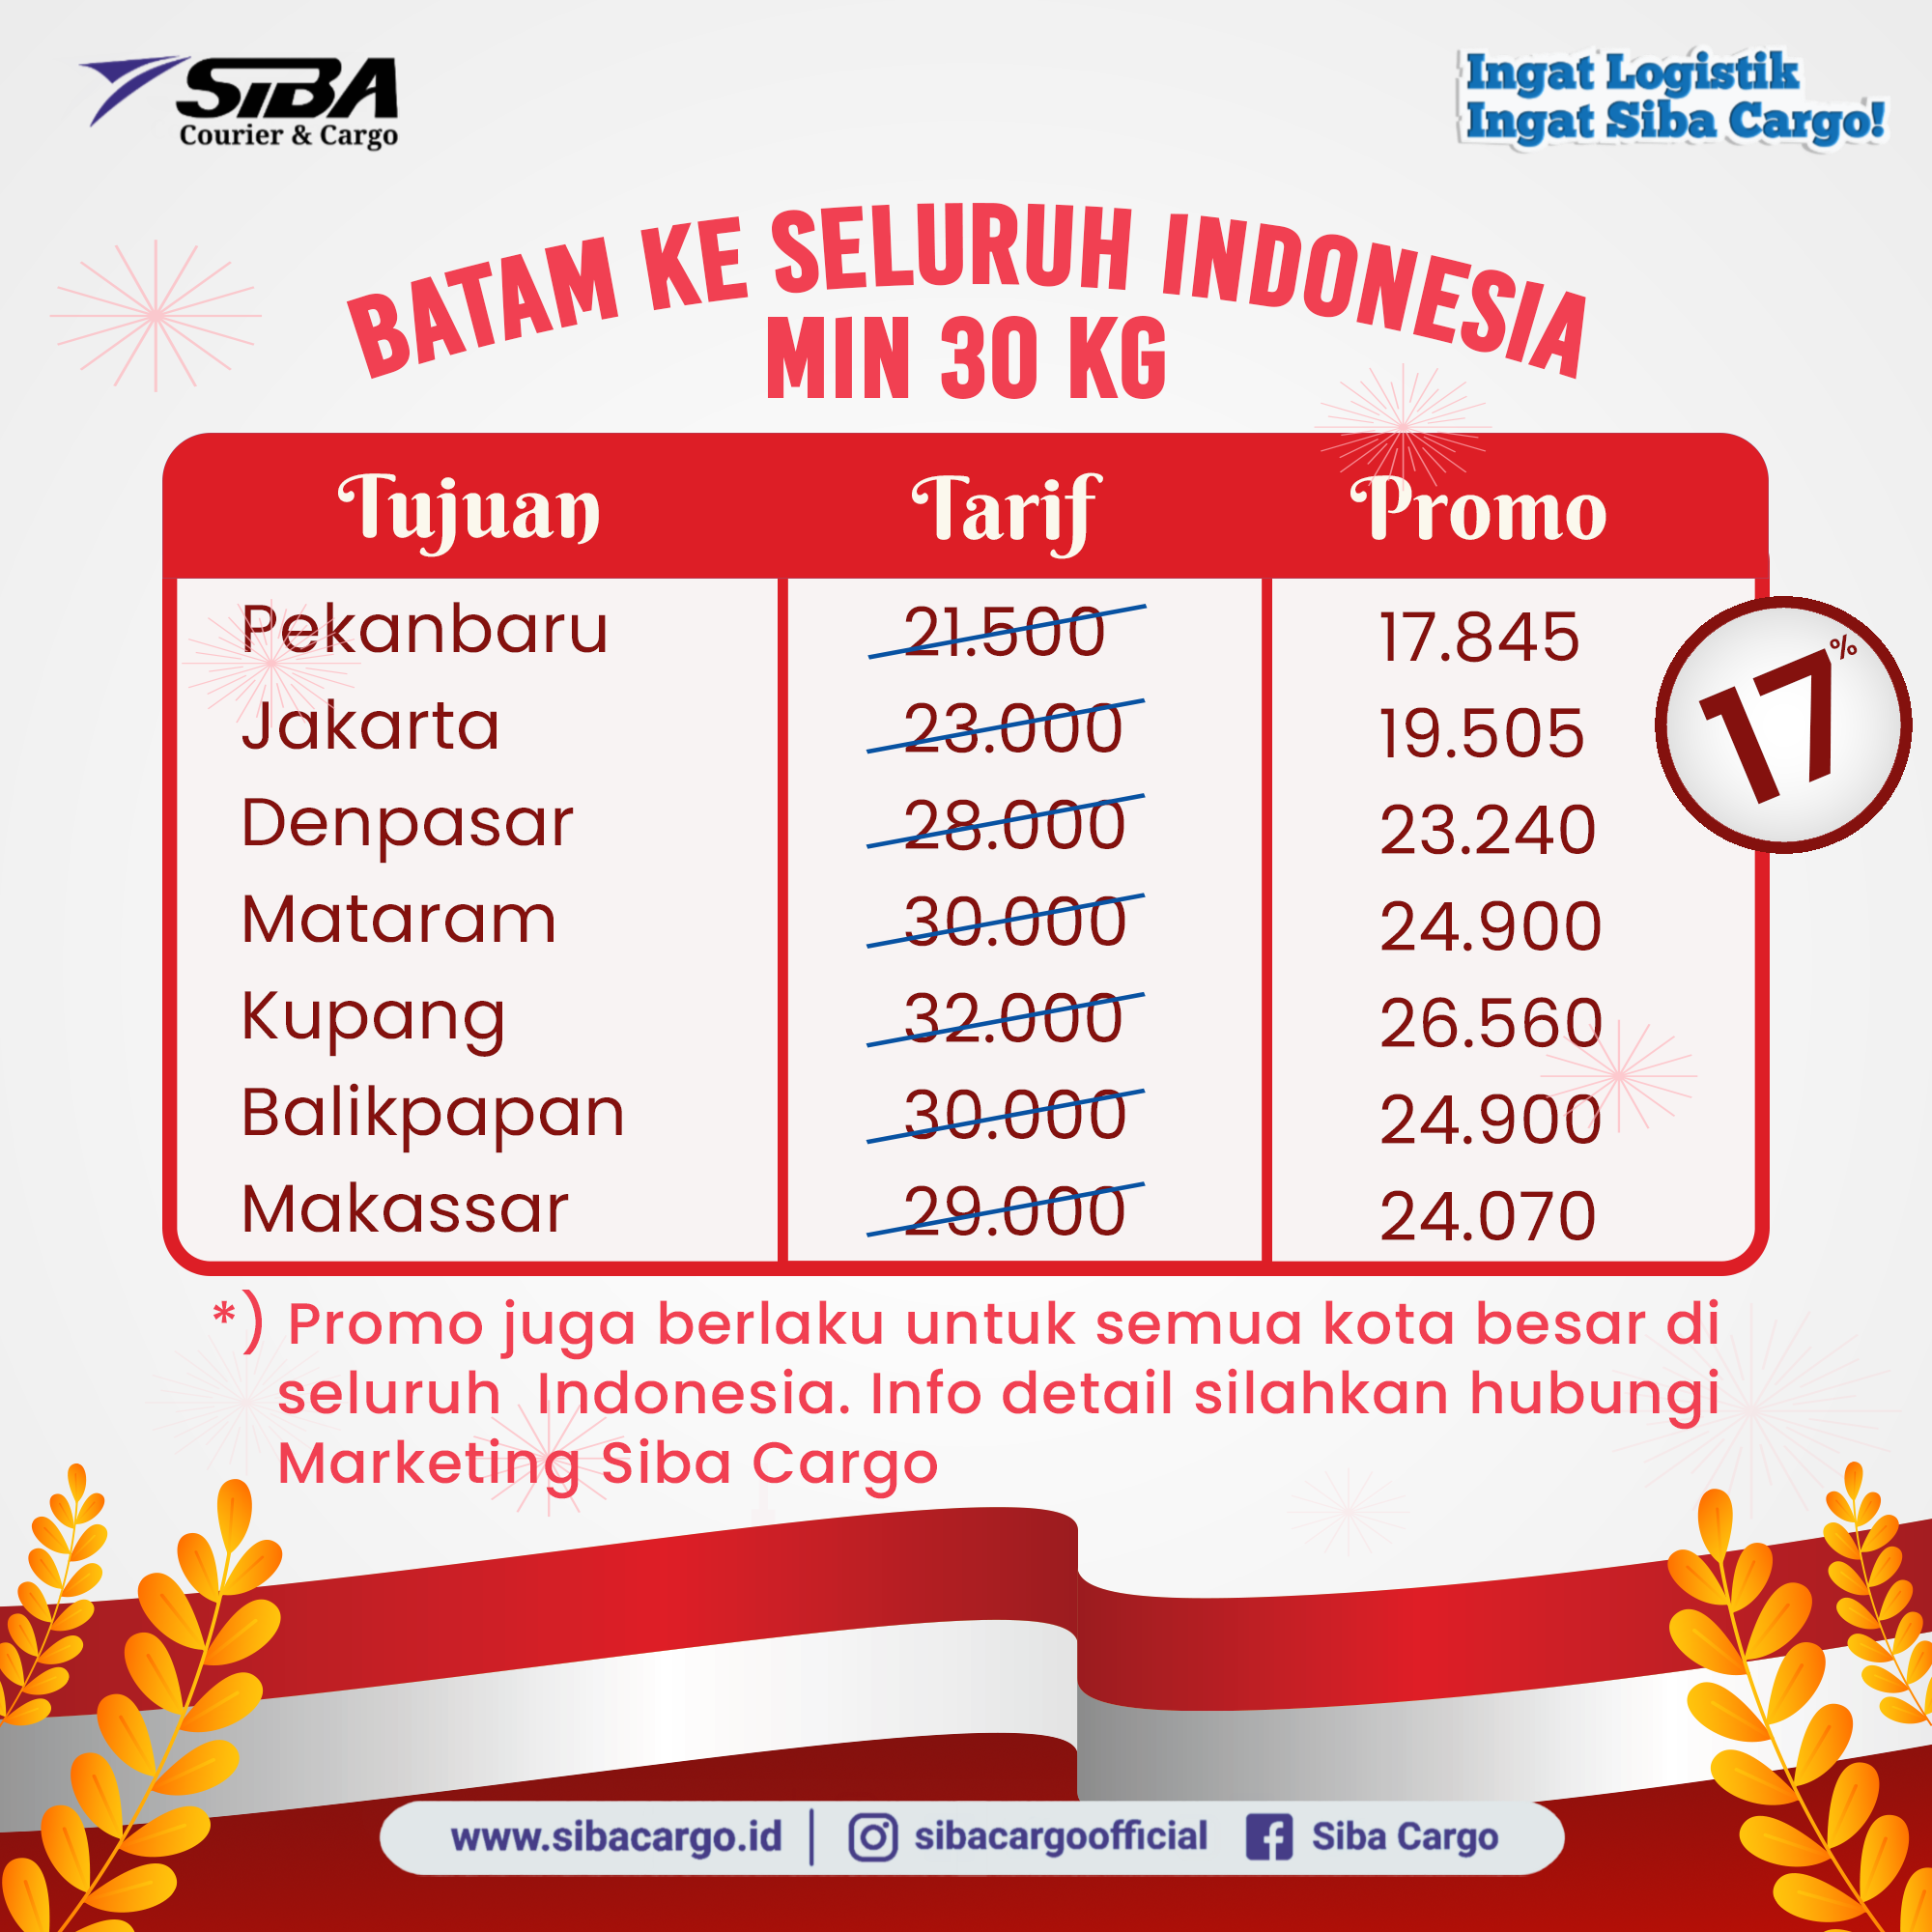 SIBA
Courier & Cargo
Ingat Logistik
Ingat Siba Cargo!
BATAM KE SELURUH INDONESIA
MIN 30 KG
Tujuan Tarif Promo
Pekanbaru 21.500 17.845
17%
Jakarta 23.000 19.505
Denpasar 28.000 23.240
Mataram 30.000 24.900
Kupang 32.000 26.560
Balikpapan 30.000 24.900
Makassar 29.000 24.070
*) Promo juga berlaku untuk semua kota besar di
seluruh Indonesia. Info detail silahkan hubungi
Marketing Siba Cargo
www.sibacargo.id | sibacargoofficial Siba Cargo